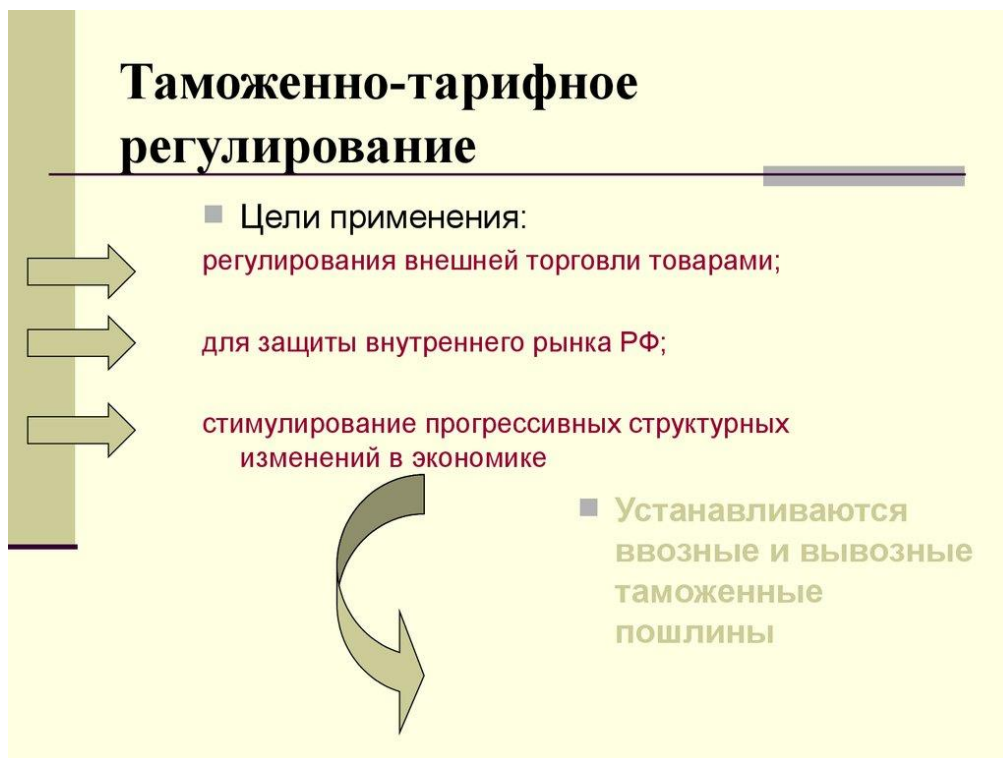 Таможенно-тарифное
регулирование
Цели применения:
регулирования внешней торговли товарами;
для защиты внутреннего рынка РФ;
стимулирование прогрессивных структурных
изменений в экономике
Устанавливаются
ввозные и вывозные
таможенные
пошлины